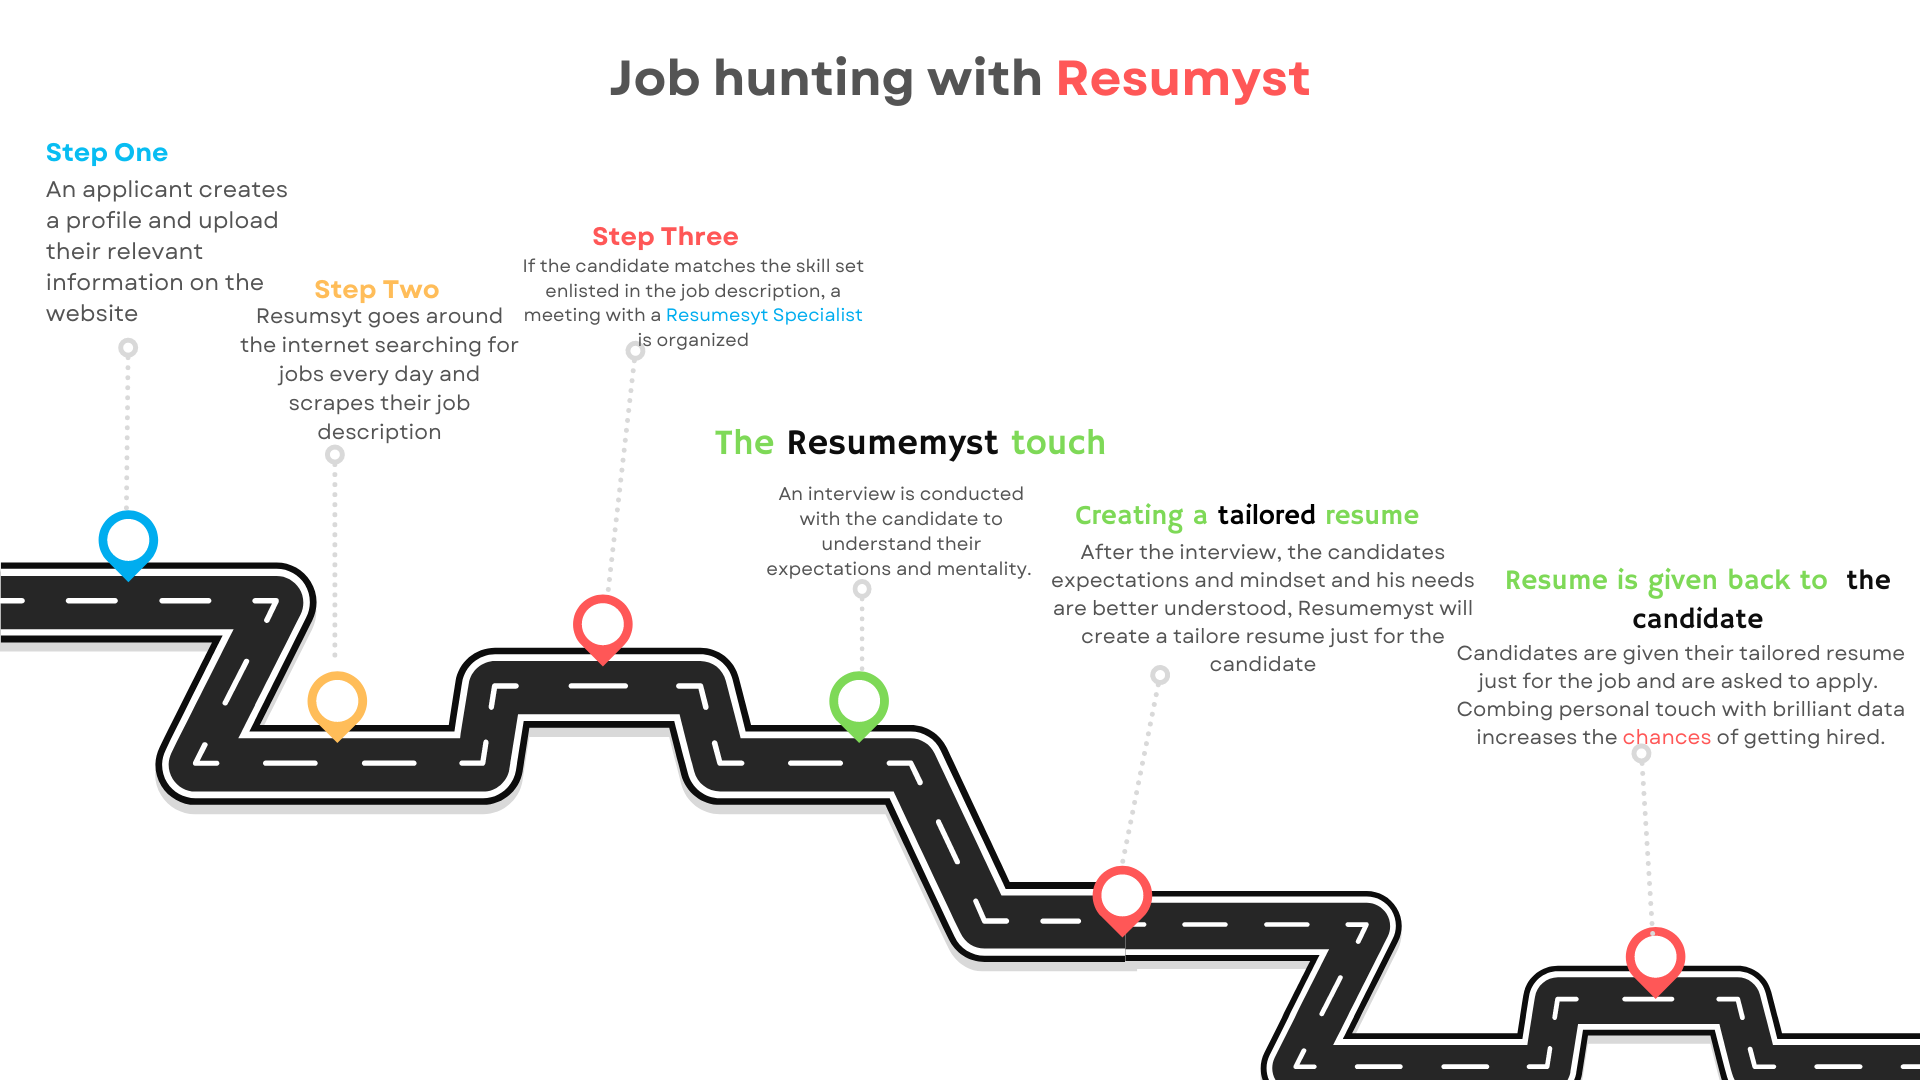 Job hunting with Resumyst
Step One
An applicant creates
a profile and upload
their relevant
information on the
website
Step Two
Resumsyt goes around
the internet searching for
jobs every day and
scrapes their job
description
Step Three
If the candidate matches the skill set
enlisted in the job description, a
meeting with a Resumesyt Specialist
is organized
The Resumemyst touch
An interview is conducted
with the candidate to
understand their
expectations and mentality.
Creating a tailored resume
After the interview, the candidates
expectations and mindset and his needs
are better understood, Resumemyst will
create a tailore resume just for the
candidate
Resume is given back to the
candidate
Candidates are given their tailored resume
just for the job and are asked to apply.
Combing personal touch with brilliant data
increases the chances of getting hired.